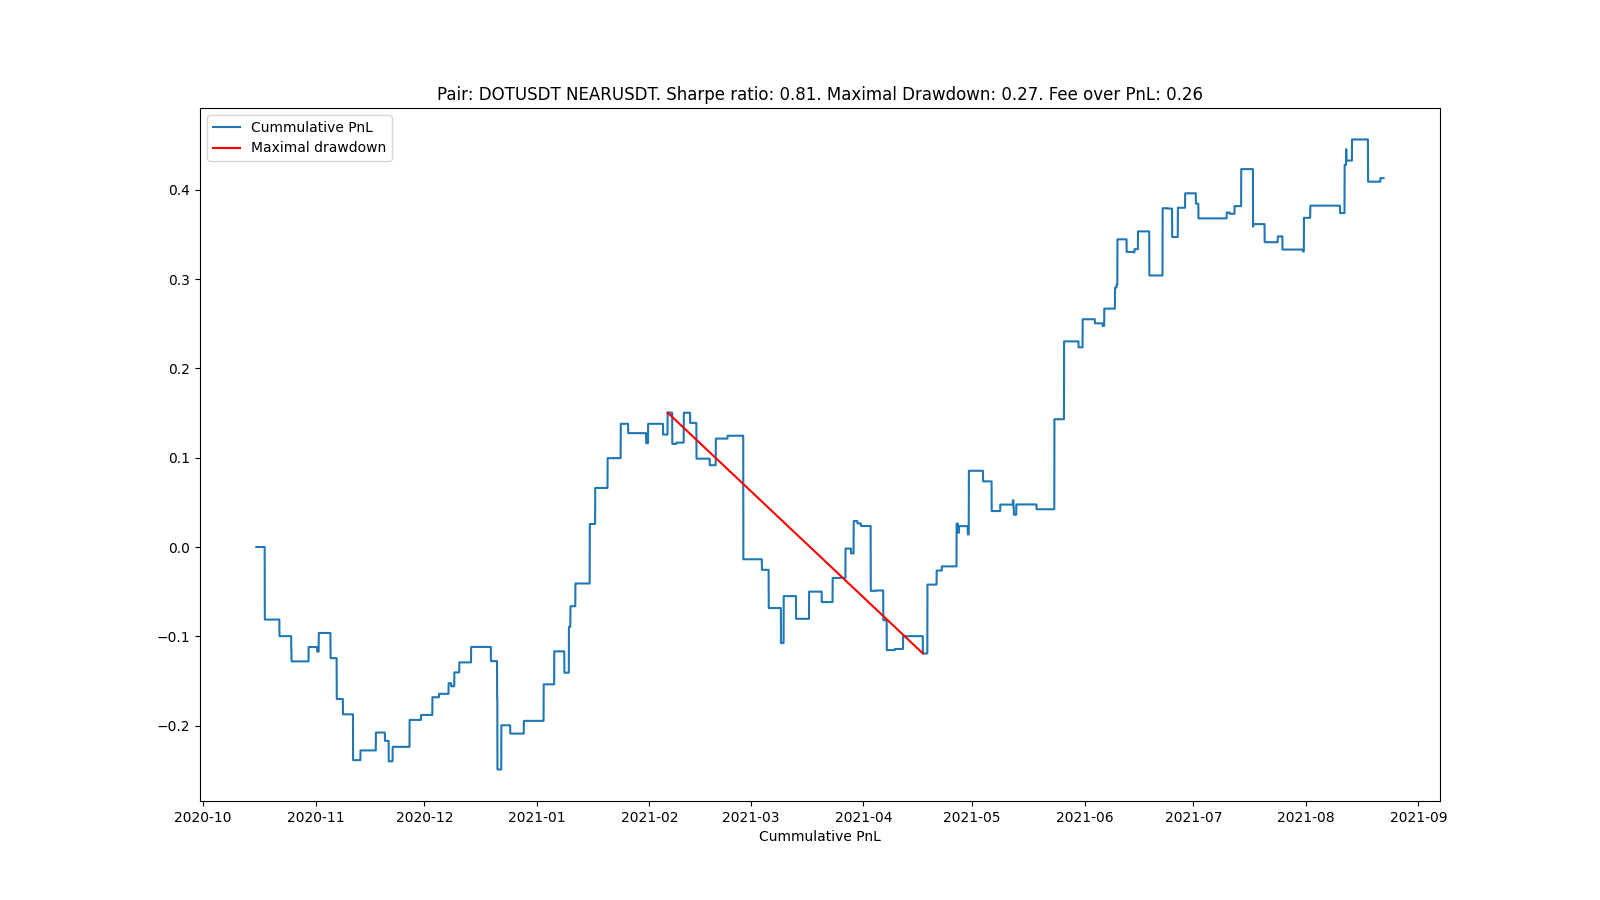 Pair: DOTUSDT NEARUSDT. Sharpe ratio: 0.81. Maximal Drawdown: 0.27. Fee over PnL: 0.26
Cummulative PnL
Maximal drawdown
0.4
0.3
0.2
0.1
0.0
−0.1
−0.2
2020-10 2020-11 2020-12 2021-01 2021-02 2021-03 2021-04 2021-05 2021-06 2021-07 2021-08 2021-09
Cummulative PnL